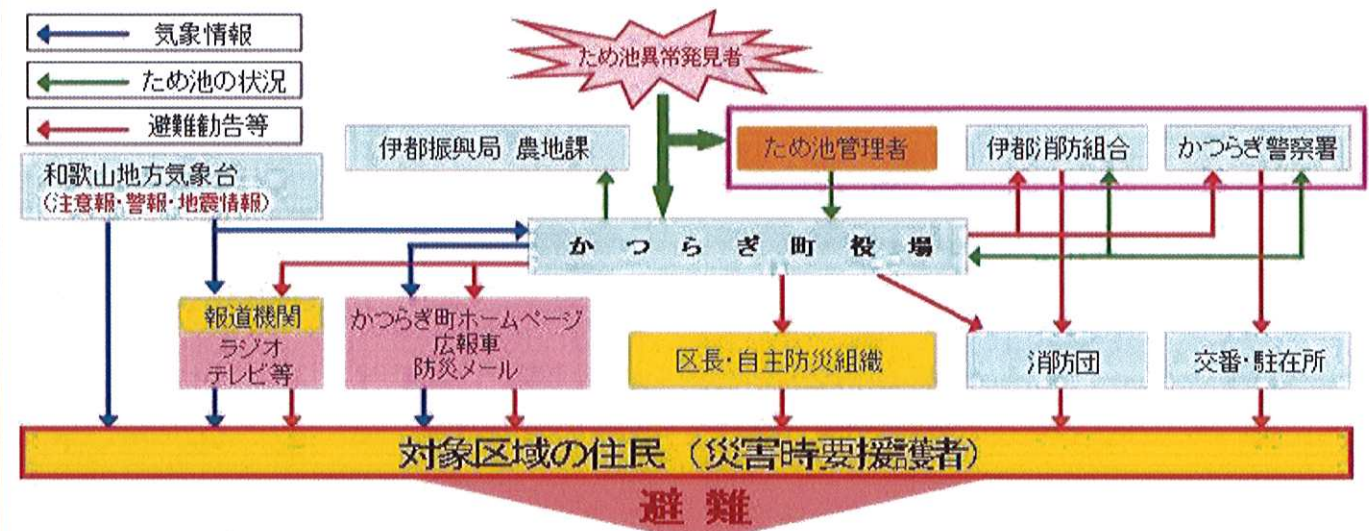 気象情報
ため池の状況
避難勧告等
ため池異常発見者
伊都振興局 農地課
ため池管理者
伊都消防組合
かつらぎ警察署
和歌山地方気象台
(注意報・警報・地震情報)
かつらぎ町役場
報道機関
ラジオ
テレビ等
かつらぎ町ホームページ
広報車
防災メール
区長・自主防災組織
消防団
交番・駐在所
対象区域の住民（災害時要援護者）
避難